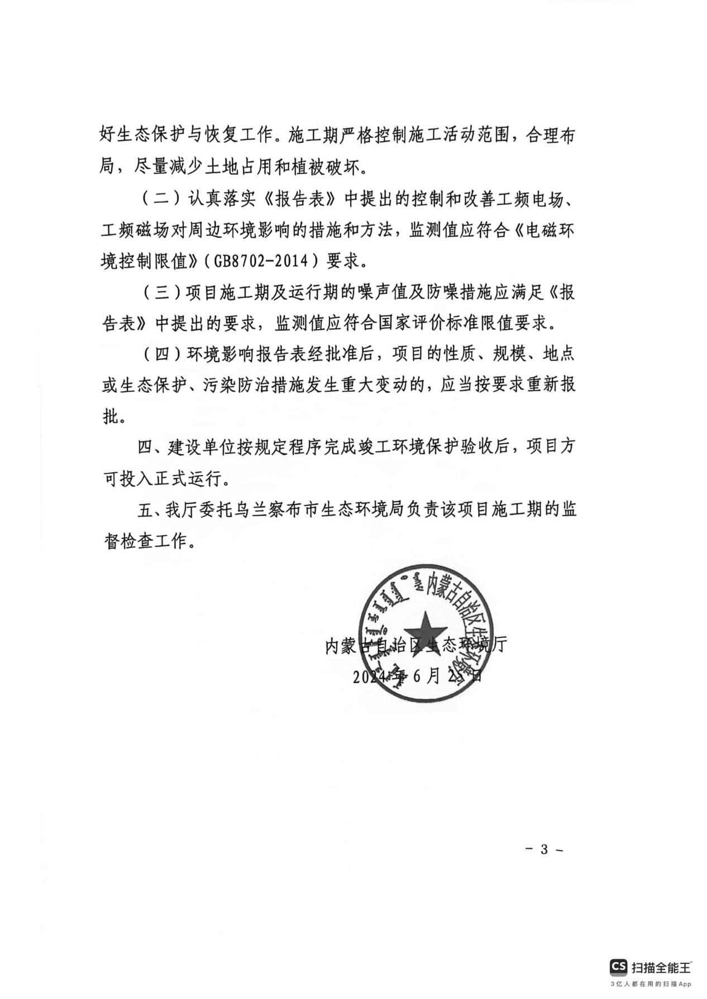 好生态保护与恢复工作。施工期严格控制施工活动范围，合理布
局，尽量减少土地占用和植被破坏。
（二）认真落实《报告表》中提出的控制和改善工频电场、
工频磁场对周边环境影响的措施和方法，监测值应符合《电磁环
境控制限值》（GB8702-2014）要求。
（三）项目施工期及运行期的噪声值及防噪措施应满足《报
告表》中提出的要求，监测值应符合国家评价标准限值要求。
（四）环境影响报告表经批准后，项目的性质、规模、地点
或生态保护、污染防治措施发生重大变动的，应当按要求重新报
批。
四、建设单位按规定程序完成竣工环境保护验收后，项目方
可投入正式运行。
五、我厅委托乌兰察布市生态环境局负责该项目施工期的监
督检查工作。
内蒙古自治区生态环境厅
内蒙古自治区生态环境厅
2024年6月25日
- 3 -
CS 扫描全能王™
3亿人都在用的扫描App